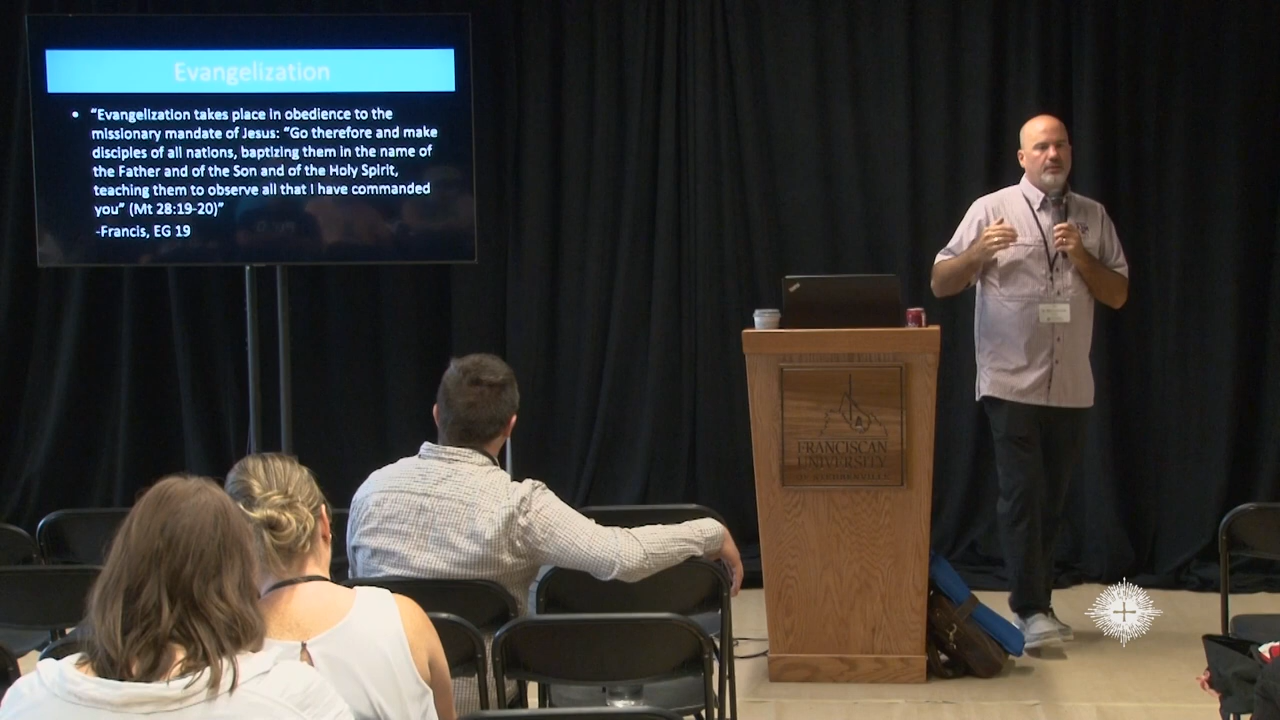 Evangelization
• “Evangelization takes place in obedience to the
missionary mandate of Jesus: “Go therefore and make
disciples of all nations, baptizing them in the name of
the Father and of the Son and of the Holy Spirit,
teaching them to observe all that I have commanded
you” (Mt 28:19-20)”
-Francis, EG 19
FRANCISCAN
UNIVERSITY